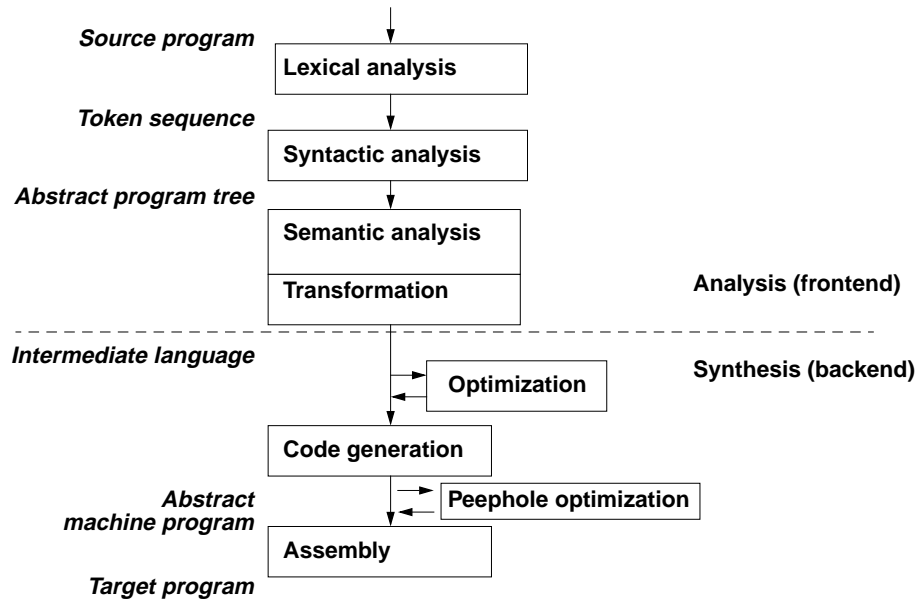 Source program
Lexical analysis
Token sequence
Syntactic analysis
Abstract program tree
Semantic analysis
Transformation
Analysis (frontend)
Intermediate language
Synthesis (backend)
Optimization
Code generation
Abstract
machine program
Peephole optimization
Assembly
Target program